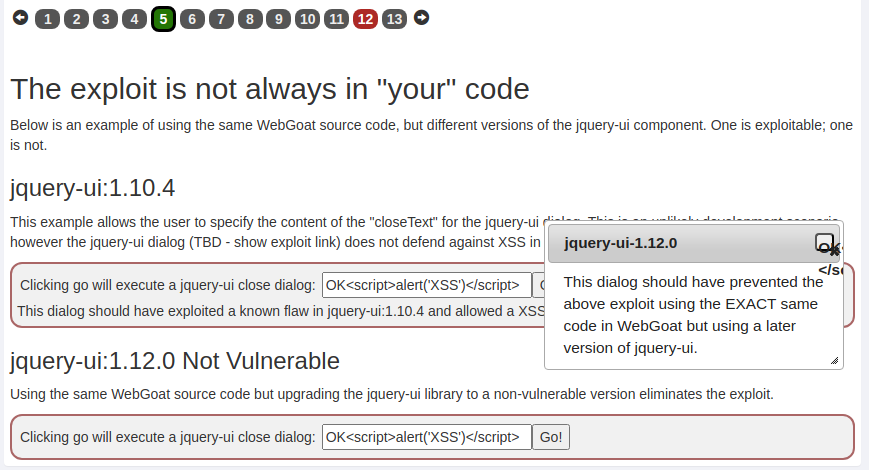 1 2 3 4 5 6 7 8 9 10 11 12 13
The exploit is not always in "your" code
Below is an example of using the same WebGoat source code, but different versions of the jquery-ui component. One is exploitable; one
is not.
jquery-ui:1.10.4
This example allows the user to specify the content of the "closeText" for the jquery-ui dialog. This is an unlikely development scenario,
however the jquery-ui dialog (TBD - show exploit link) does not defend against XSS in
jquery-ui-1.12.0
Clicking go will execute a jquery-ui close dialog: OK<script>alert('XSS')</script>
This dialog should have exploited a known flaw in jquery-ui:1.10.4 and allowed a XSS
This dialog should have prevented the
above exploit using the EXACT same
code in WebGoat but using a later
version of jquery-ui.
jquery-ui:1.12.0 Not Vulnerable
Using the same WebGoat source code but upgrading the jquery-ui library to a non-vulnerable version eliminates the exploit.
Clicking go will execute a jquery-ui close dialog: OK<script>alert('XSS')</script> Go!